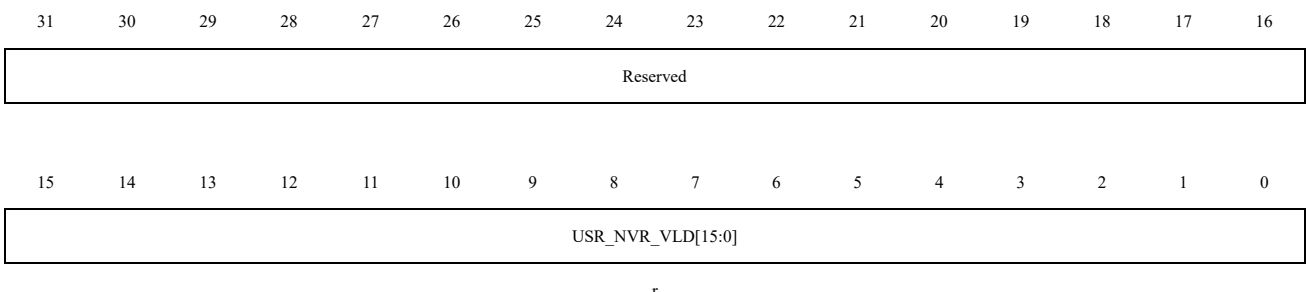 31 30 29 28 27 26 25 24 23 22 21 20 19 18 17 16
Reserved
15 14 13 12 11 10 9 8 7 6 5 4 3 2 1 0
USR_NVR_VLD[15:0]
r